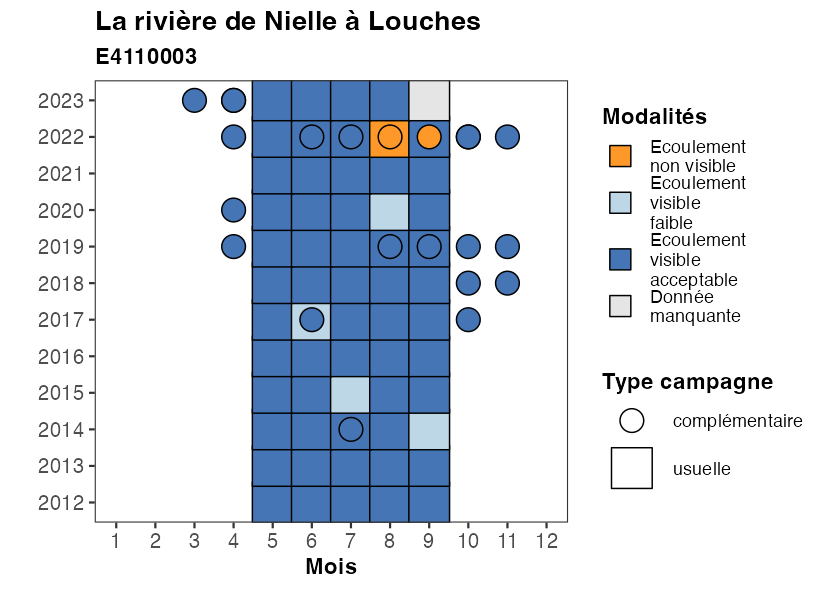 La rivière de Nielle à Louches
E4110003
2023
2022
2021
2020
2019
2018
2017
2016
2015
2014
2013
2012
1 2 3 4 5 6 7 8 9 10 11 12
Mois
Modalités
Ecoulement
non visible
Ecoulement
visible
faible
Ecoulement
visible
acceptable
Donnée
manquante
Type campagne
complémentaire
usuelle